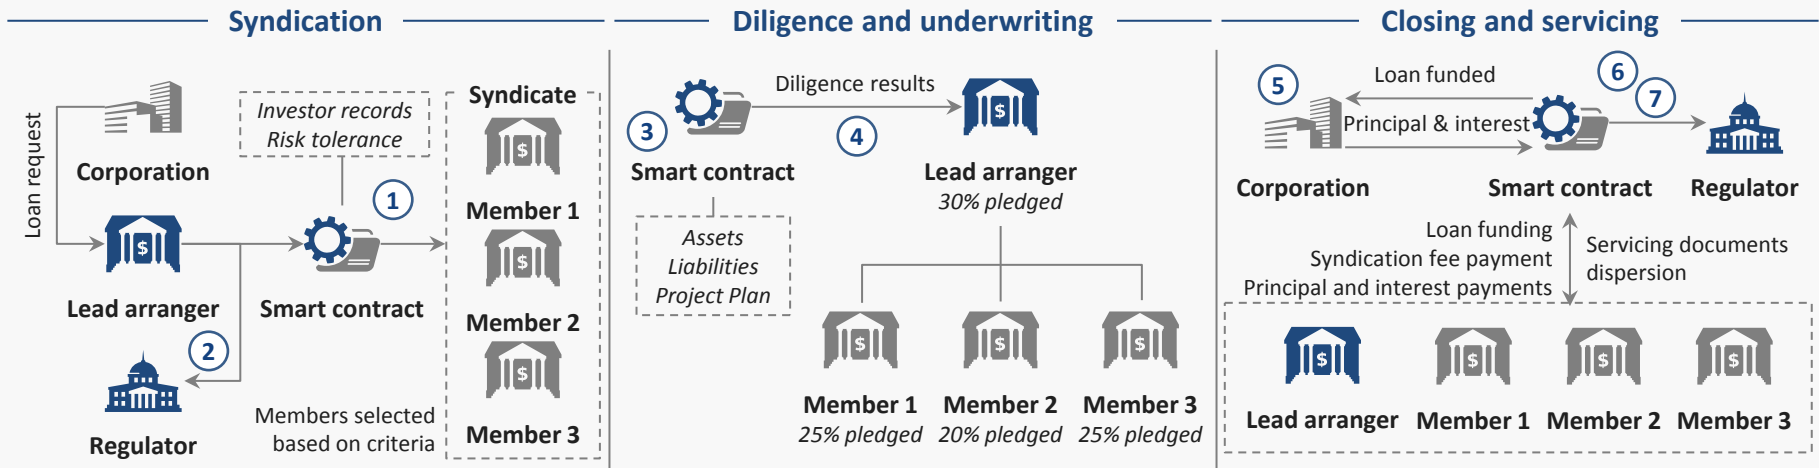 Syndication
Loan request
Corporation
Investor records
Risk tolerance
1
Lead arranger
Smart contract
2
Regulator
Members selected
based on criteria
Syndicate
$
Member 1
$
Member 2
$
Member 3
$
Diligence and underwriting
3
Smart contract
Assets
Liabilities
Project Plan
Diligence results
4
$
Lead arranger
30% pledged
$
$
$
Member 1
Member 2
Member 3
25% pledged
20% pledged
25% pledged
Closing and servicing
5
Corporation
Loan funded
Principal & interest
6
7
Smart contract
Regulator
Loan funding
Syndication fee payment
Principal and interest payments
Servicing documents
dispersion
$
$
$
$
Lead arranger
Member 1
Member 2
Member 3